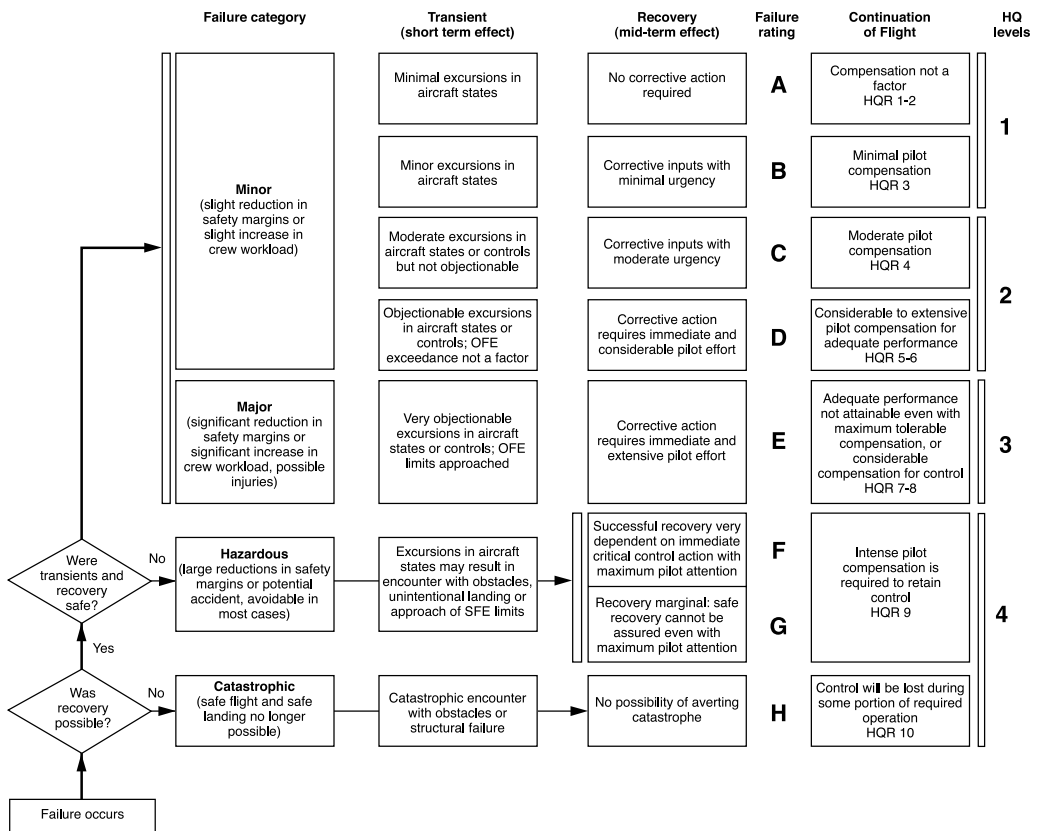 Failure category
Transient
(short term effect)
Recovery
(mid-term effect)
Failure
rating
Continuation
of Flight
HQ
levels
Minor
(slight reduction in
safety margins or
slight increase in
crew workload)
Minimal excursions in
aircraft states
No corrective action
required
A
Compensation not a
factor
HQR 1-2
1
Minor excursions in
aircraft states
Corrective inputs with
minimal urgency
B
Minimal pilot
compensation
HQR 3
Moderate excursions in
aircraft states or controls
but not objectionable
Corrective inputs with
moderate urgency
C
Moderate pilot
compensation
HQR 4
2
Objectionable excursions
in aircraft states or
controls; OFE
exceedance not a factor
Corrective action
requires immediate and
considerable pilot effort
D
Considerable to extensive
pilot compensation for
adequate performance
HQR 5-6
Major
(significant reduction in
safety margins or
significant increase in
crew workload, possible
injuries)
Very objectionable
excursions in aircraft
states or controls; OFE
limits approached
Corrective action
requires immediate and
extensive pilot effort
E
Adequate performance
not attainable even with
maximum tolerable
compensation, or
considerable
compensation for control
HQR 7-8
3
Were
transients and
recovery
safe?
No
Hazardous
(large reductions in safety
margins or potential
accident, avoidable in
most cases)
Excursions in aircraft
states may result in
encounter with obstacles,
unintentional landing or
approach of SFE limits
Successful recovery very
dependent on immediate
critical control action with
maximum pilot attention
F
Recovery marginal: safe
recovery cannot be
assured even with
maximum pilot attention
G
Intense pilot
compensation is
required to retain
control
HQR 9
4
Yes
Was
recovery
possible?
No
Catastrophic
(safe flight and safe
landing no longer
possible)
Catastrophic encounter
with obstacles or
structural failure
No possibility of averting
catastrophe
H
Control will be lost during
some portion of required
operation
HQR 10
Failure occurs